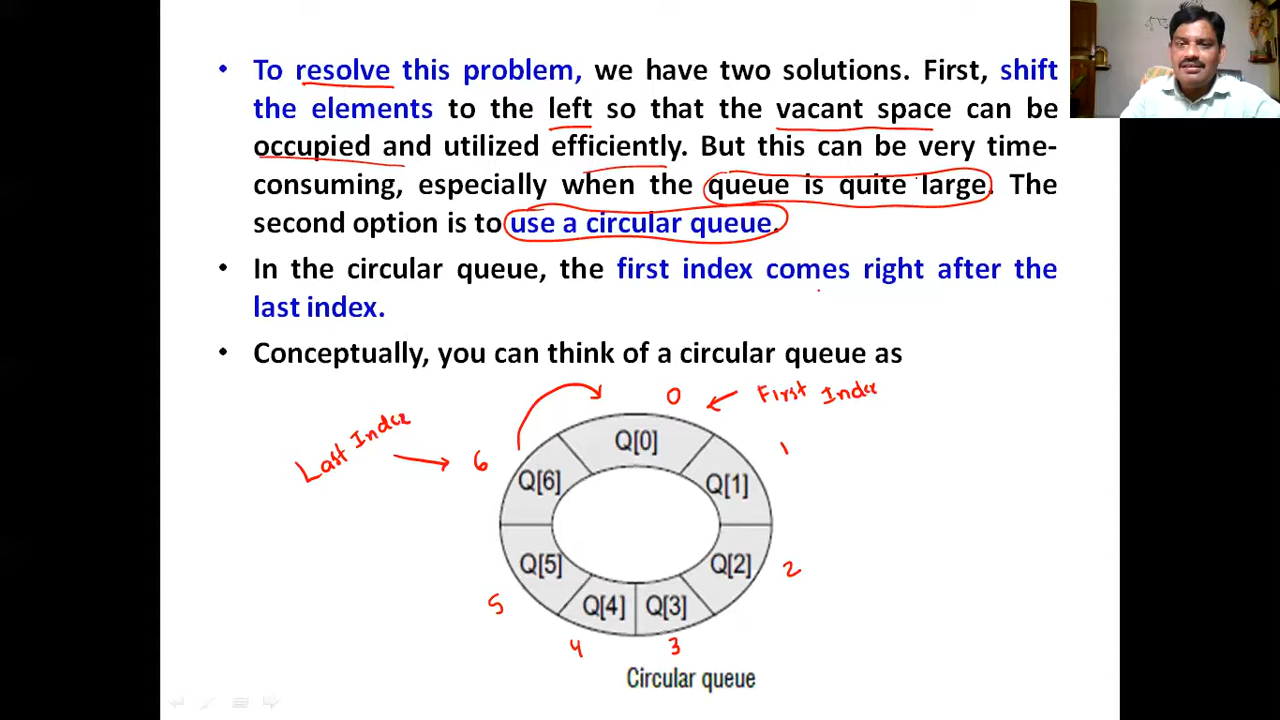 • To resolve this problem, we have two solutions. First, shift
the elements to the left so that the vacant space can be
occupied and utilized efficiently. But this can be very time-
consuming, especially when the queue is quite large. The
second option is to use a circular queue.
• In the circular queue, the first index comes right after the
last index.
• Conceptually, you can think of a circular queue as
0
First Index
Last Index
6
1
Q[0]
Q[6]
Q[1]
Q[5]
Q[2]
2
Q[4]
Q[3]
5
4
3
Circular queue